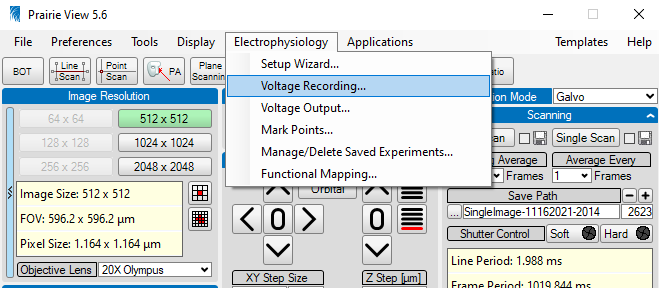 Prairie View 5.6
File Preferences Tools Display Electrophysiology Applications Templates Help
BOT Line Scan Point Scan PA Plane Scanning
Setup Wizard...
Voltage Recording...
Voltage Output...
Mark Points...
Manage/Delete Saved Experiments...
Functional Mapping...
Image Resolution
64 x 64 512 x 512
128 x 128 1024 x 1024
256 x 256 2048 x 2048
Image Size: 512 x 512
FOV: 596.2 x 596.2 µm
Pixel Size: 1.164 x 1.164 µm
Objective Lens 20X Olympus
Orbital
0 0
XY Step Size Z Step [µm]
Mode Galvo
Scanning
Single Scan
Average Average Every
Frames 1 Frames
Save Path
... SingleImage-11162021-2014 2623
Shutter Control Soft Hard
Line Period: 1.988 ms
Frame Period: 1019.844 ms